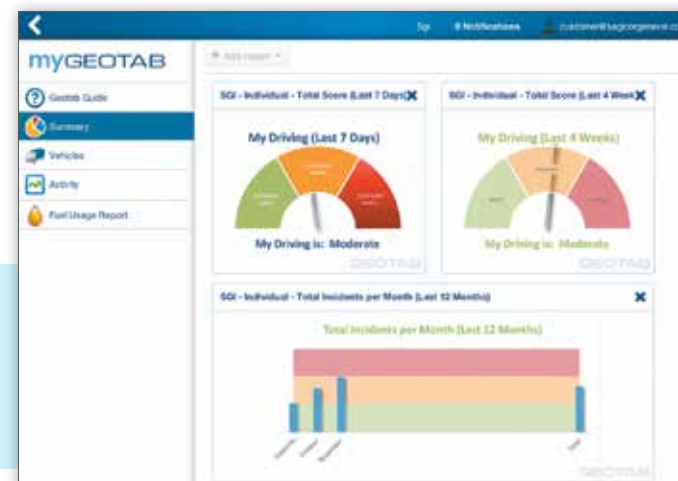 0 Notifications
myGEOTAB
Add report
Geotab Guide
Summary
Vehicles
Activity
Fuel Usage Report
SGI - Individual - Total Score (Last 7 Days)
My Driving (Last 7 Days)
My Driving is: Moderate
GEOTAB
SGI - Individual - Total Score (Last 4 Week
My Driving (Last 4 Weeks)
My Driving is: Moderate
GEOTAB
SGI - Individual - Total Incidents per Month (Last 12 Months)
Total Incidents per Month (Last 12 Months)
GEOTAB